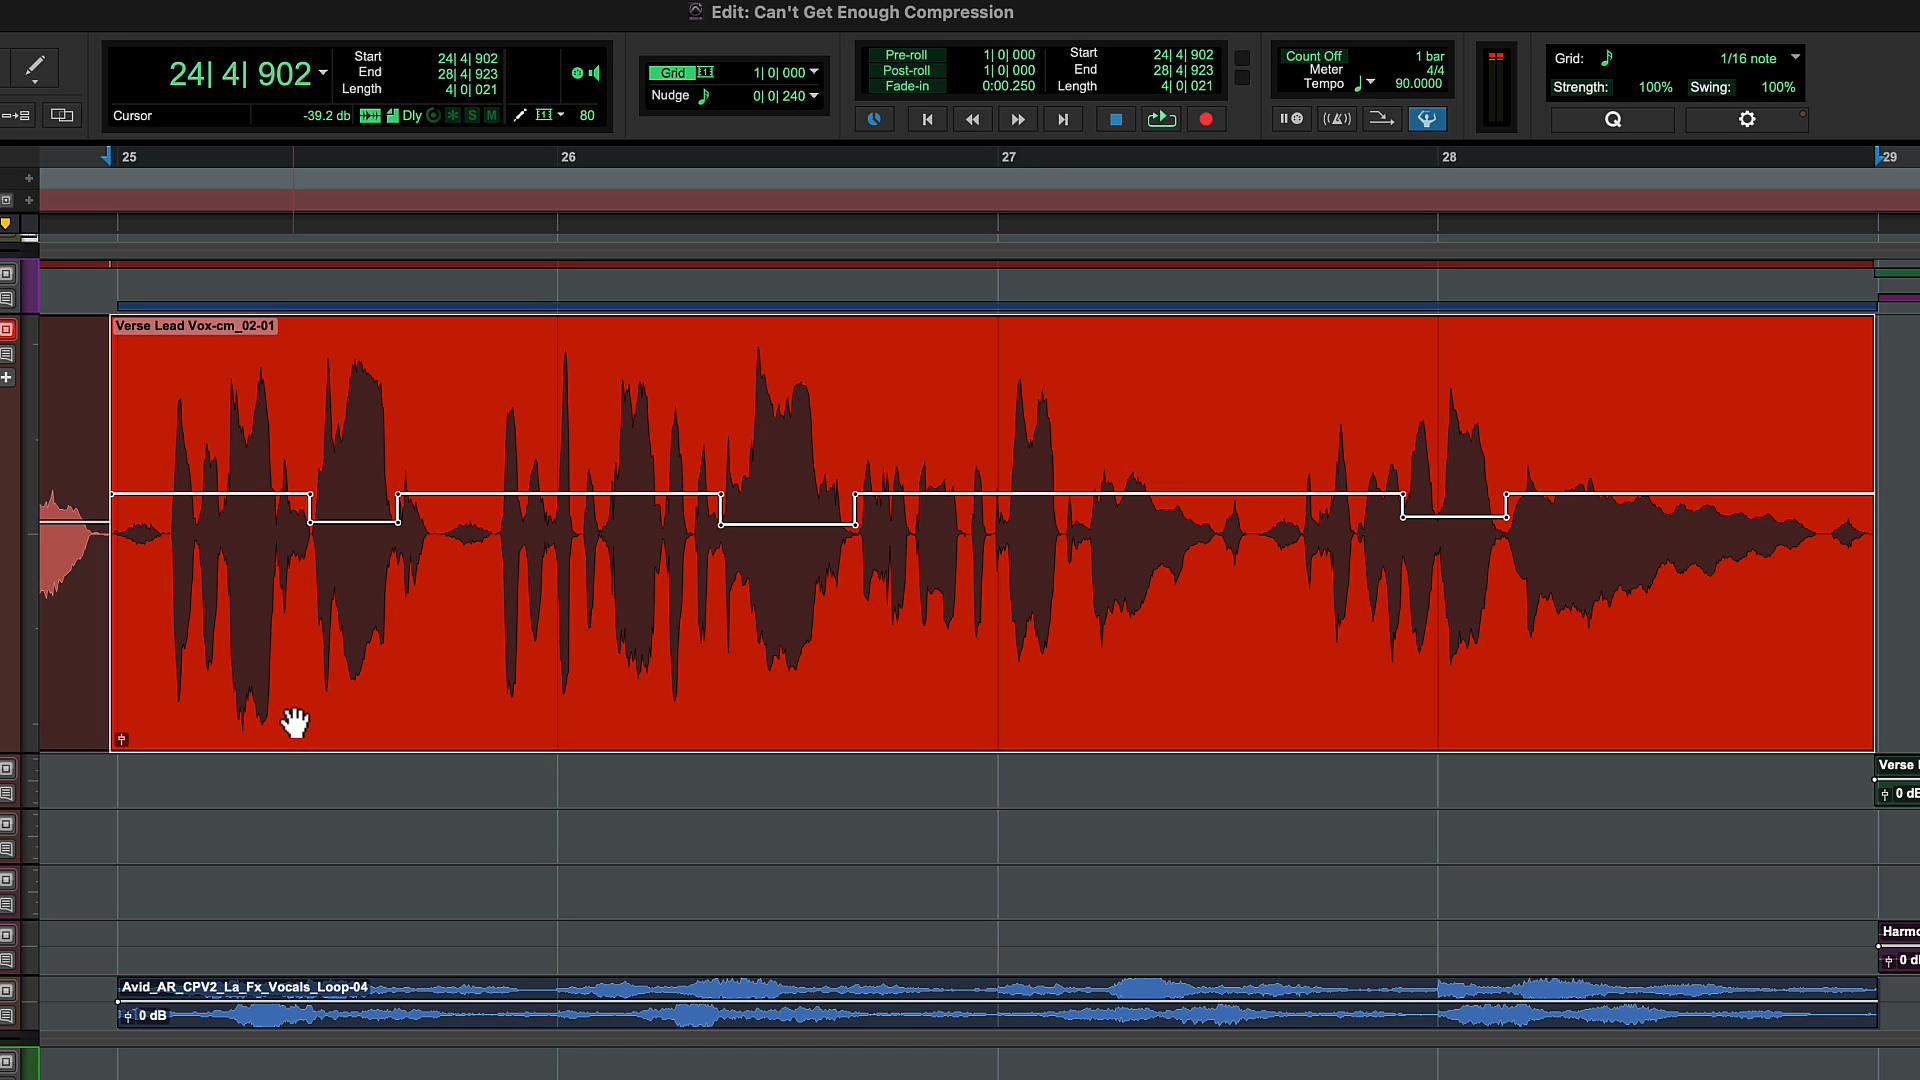 Edit: Can't Get Enough Compression
24| 4| 902
Start 24| 4| 902
End 28| 4| 923
Length 4| 0| 021
Cursor -39.2 db Dly S M 80
Grid 1| 0| 000
Nudge 0| 0| 240
Pre-roll 1| 0| 000
Post-roll 1| 0| 000
Fade-in 0:00.250
Start 24| 4| 902
End 28| 4| 923
Length 4| 0| 021
Count Off 1 bar
Meter 4/4
Tempo 90.0000
Grid: 1/16 note
Strength: 100% Swing: 100%
Q
25 26 27 28 29
Verse Lead Vox-cm_02-01
Verse
0 dB
Harmo
0 dB
Avid_AR_CPV2_La_Fx_Vocals_Loop-04
0 dB